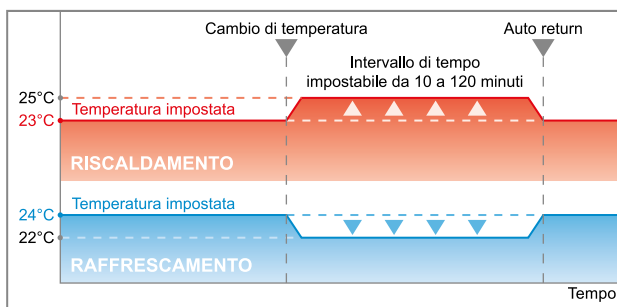 Cambio di temperatura
Auto return
Intervallo di tempo
impostabile da 10 a 120 minuti
25°C
Temperatura impostata
23°C
RISCALDAMENTO
Temperatura impostata
24°C
22°C
RAFFRESCAMENTO
Tempo